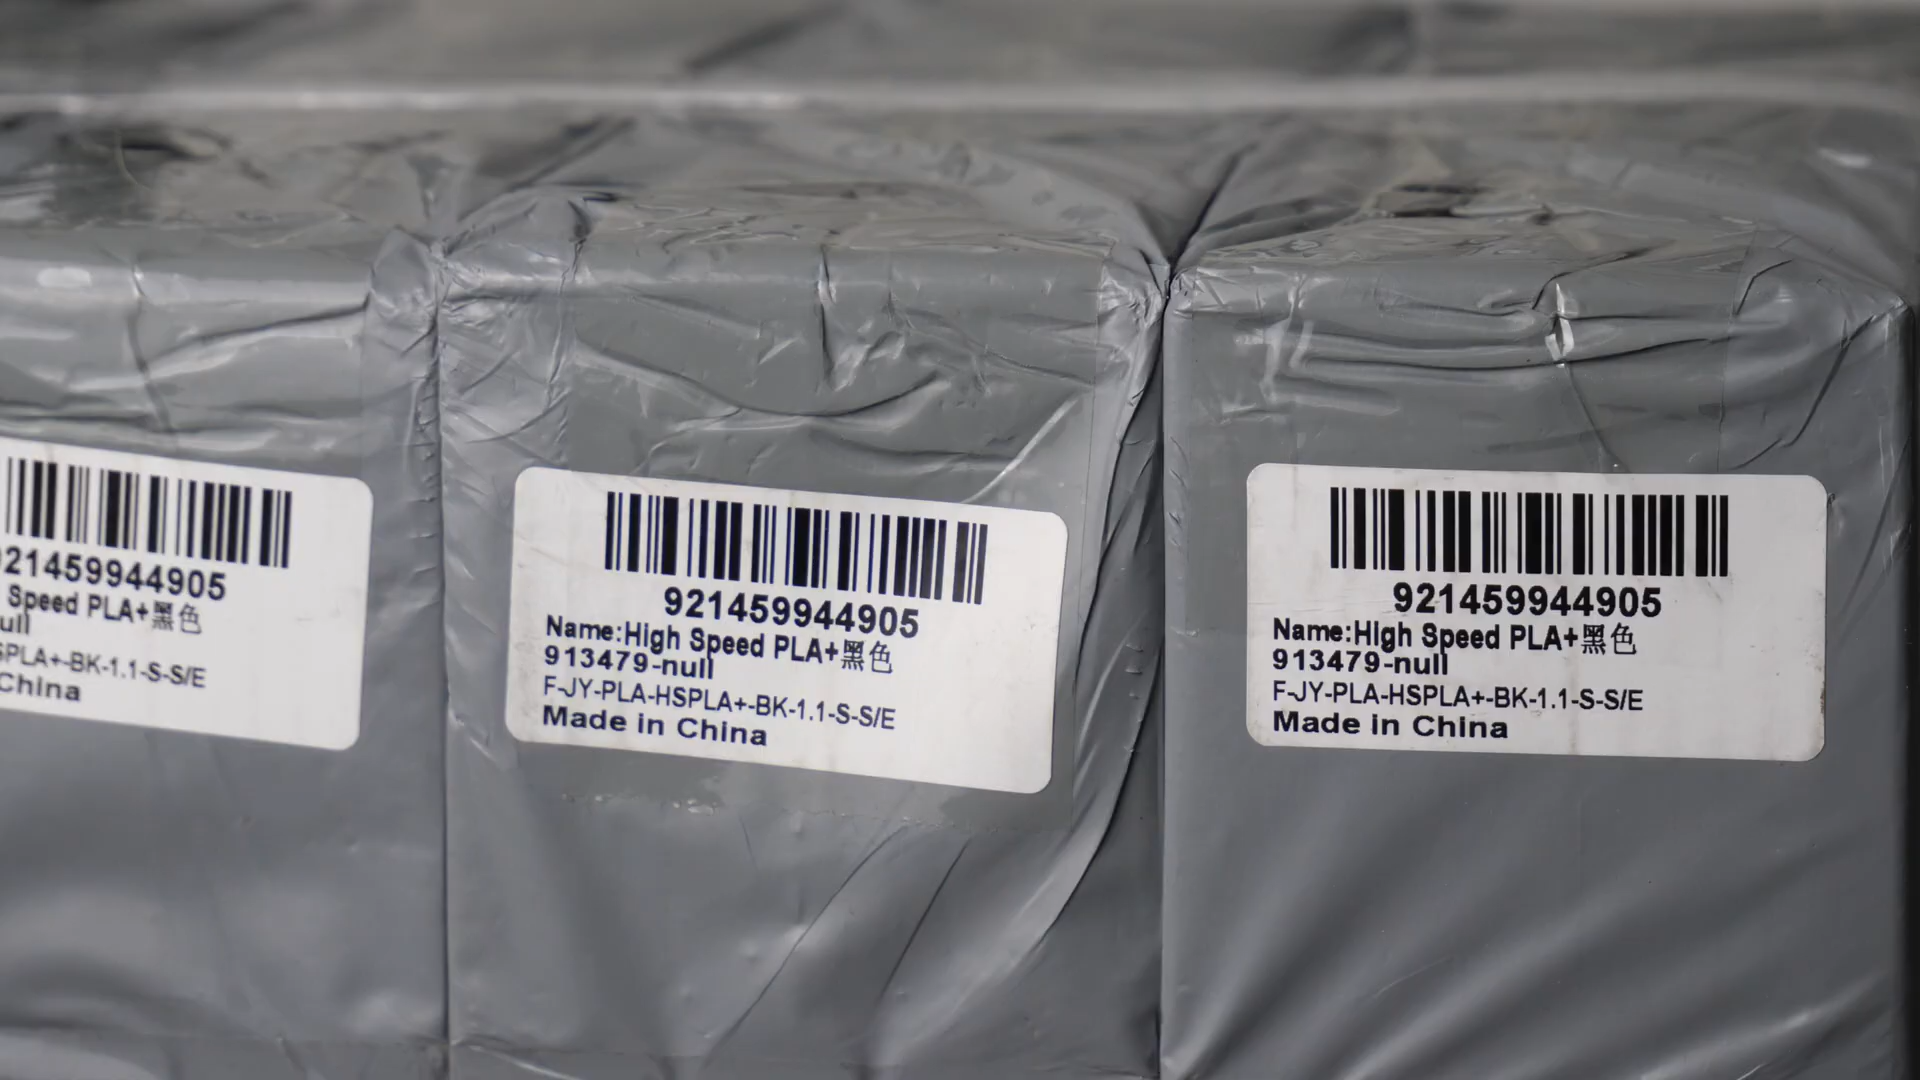 921459944905
Speed PLA+黑色
ull
SPLA+-BK-1.1-S-S/E
China
921459944905
Name:High Speed PLA+黑色
913479-null
F-JY-PLA-HSPLA+-BK-1.1-S-S/E
Made in China
921459944905
Name:High Speed PLA+黑色
913479-null
F-JY-PLA-HSPLA+-BK-1.1-S-S/E
Made in China